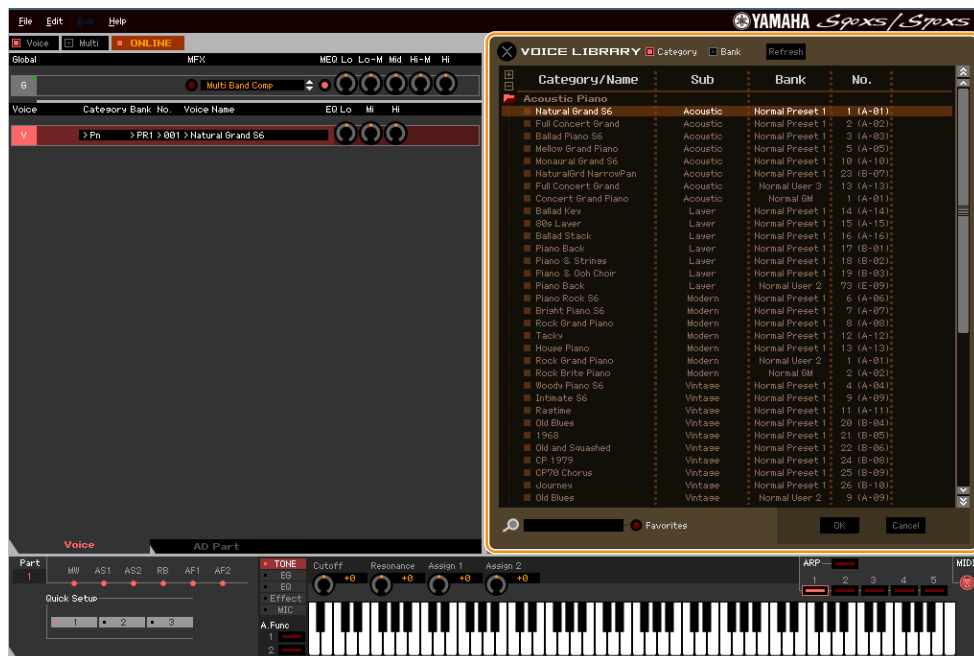 File Edit Bulk Help
YAMAHA S90XS/S70XS
Voice Multi ONLINE
Global MFX MEQ Lo Lo-M Mid Hi-M Hi
G Multi Band Comp
Voice Category Bank No. Voice Name EQ Lo Mi Hi
V >Pn >PR1 >001 >Natural Grand S6
VOICE LIBRARY Category Bank Refresh
Category/Name Sub Bank No.
Acoustic Piano
Natural Grand S6 Acoustic Normal Preset 1 1 (A-01)
Full Concert Grand Acoustic Normal Preset 1 2 (A-02)
Ballad Piano S6 Acoustic Normal Preset 1 3 (A-03)
Mellow Grand Piano Acoustic Normal Preset 1 5 (A-05)
Monaural Grand S6 Acoustic Normal Preset 1 10 (A-10)
NaturalGrd NarrowPan Acoustic Normal Preset 1 23 (B-07)
Full Concert Grand Acoustic Normal User 3 13 (A-13)
Concert Grand Piano Acoustic Normal GM 1 (A-01)
Ballad Key Layer Normal Preset 1 14 (A-14)
80s Layer Layer Normal Preset 1 15 (A-15)
Ballad Stack Layer Normal Preset 1 16 (A-16)
Piano Back Layer Normal Preset 1 17 (B-01)
Piano & Strings Layer Normal Preset 1 18 (B-02)
Piano & Ooh Choir Layer Normal Preset 1 19 (B-03)
Piano Back Layer Normal User 2 73 (E-09)
Piano Rock S6 Modern Normal Preset 1 6 (A-06)
Bright Piano S6 Modern Normal Preset 1 7 (A-07)
Rock Grand Piano Modern Normal Preset 1 8 (A-08)
Tacky Modern Normal Preset 1 12 (A-12)
House Piano Modern Normal Preset 1 13 (A-13)
Rock Grand Piano Modern Normal User 2 1 (A-01)
Rock Brite Piano Modern Normal GM 2 (A-02)
Woody Piano S6 Vintage Normal Preset 1 4 (A-04)
Intimate S6 Vintage Normal Preset 1 9 (A-09)
Ragtime Vintage Normal Preset 1 11 (A-11)
Old Blues Vintage Normal Preset 1 20 (B-04)
1968 Vintage Normal Preset 1 21 (B-05)
Old and Squashed Vintage Normal Preset 1 22 (B-06)
CP 1979 Vintage Normal Preset 1 24 (B-08)
CP70 Chorus Vintage Normal Preset 1 25 (B-09)
Journey Vintage Normal Preset 1 26 (B-10)
Old Blues Vintage Normal User 2 9 (A-09)
Favorites OK Cancel
Voice AD Part
Part 1
MW AS1 AS2 RB AF1 AF2
Quick Setup
1 2 3
TONE
EG
EQ
Effect
MIC
A.Func
1
2
Cutoff +0 Resonance +0 Assign 1 +0 Assign 2 +0
ARP
1 2 3 4 5
MIDI